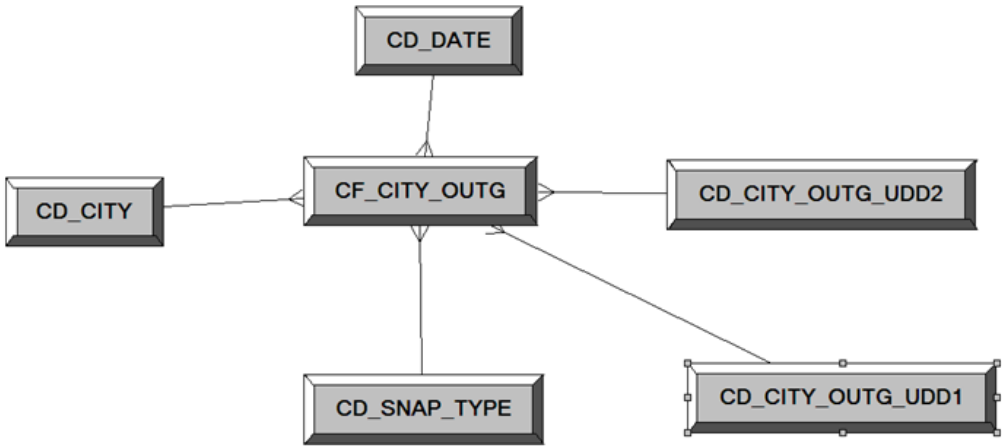 CD_DATE
CF_CITY_OUTG
CD_CITY
CD_CITY_OUTG_UDD2
CD_SNAP_TYPE
CD_CITY_OUTG_UDD1